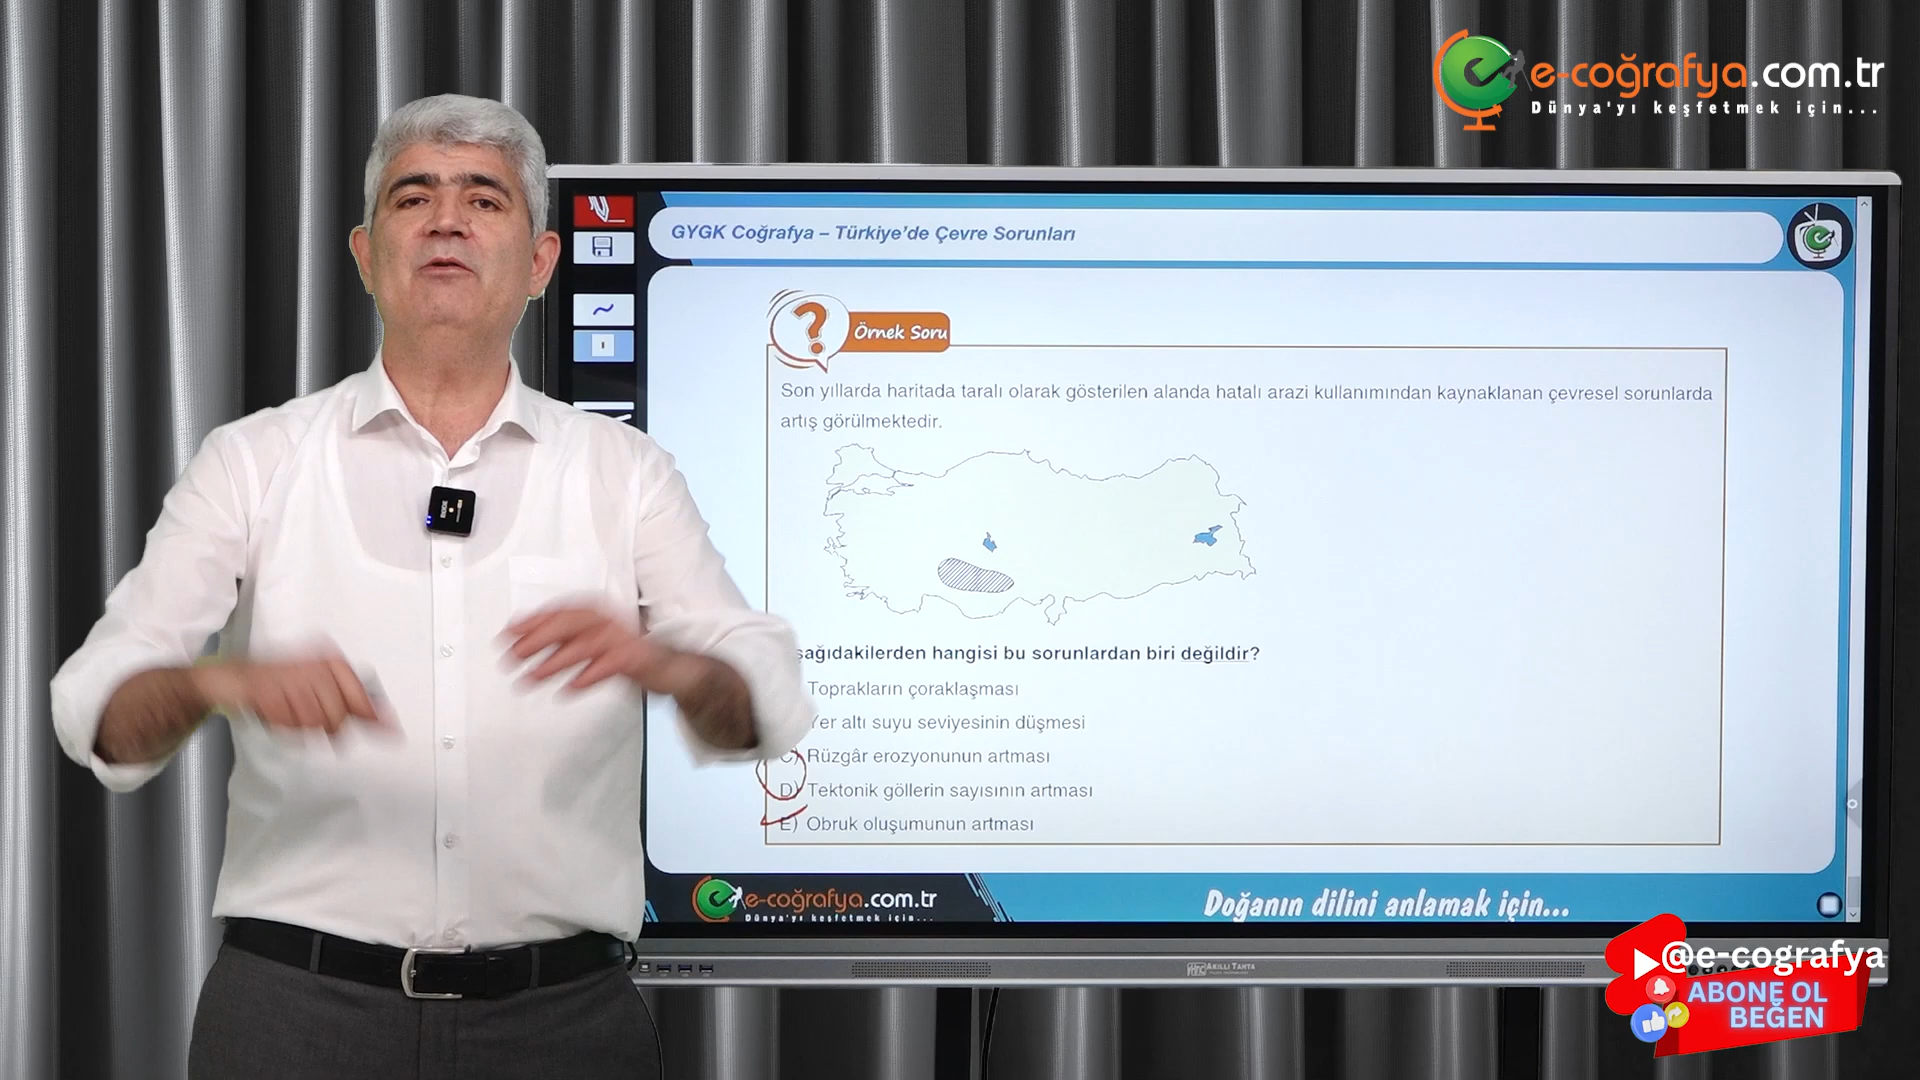 e-coğrafya.com.tr
Dünya'yı keşfetmek için...
GYGK Coğrafya – Türkiye'de Çevre Sorunları
Örnek Soru
Son yıllarda haritada taralı olarak gösterilen alanda hatalı arazi kullanımından kaynaklanan çevresel sorunlarda
artış görülmektedir.
şağıdakilerden hangisi bu sorunlardan biri değildir?
Toprakların çoraklaşması
Yer altı suyu seviyesinin düşmesi
C) Rüzgâr erozyonunun artması
D) Tektonik göllerin sayısının artması
E) Obruk oluşumunun artması
e-coğrafya.com.tr
Dünya'yı keşfetmek için...
Doğanın dilini anlamak için...
AKILLI TAHTA
@e-cografya
ABONE OL
BEĞEN